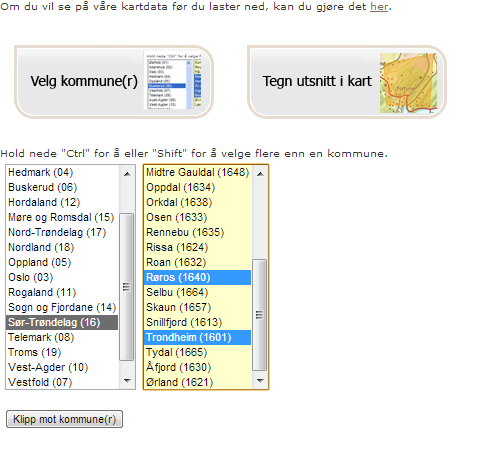 Om du vil se på våre kartdata før du laster ned, kan du gjøre det her.
Velg kommune(r)
Tegn utsnitt i kart
Hold nede "Ctrl" for å eller "Shift" for å velge flere enn en kommune.
Hedmark (04)
Buskerud (06)
Hordaland (12)
Møre og Romsdal (15)
Nord-Trøndelag (17)
Nordland (18)
Oppland (05)
Oslo (03)
Rogaland (11)
Sogn og Fjordane (14)
Sør-Trøndelag (16)
Telemark (08)
Troms (19)
Vest-Agder (10)
Vestfold (07)
Midtre Gauldal (1648)
Oppdal (1634)
Orkdal (1638)
Osen (1633)
Rennebu (1635)
Rissa (1624)
Roan (1632)
Røros (1640)
Selbu (1664)
Skaun (1657)
Snillfjord (1613)
Trondheim (1601)
Tydal (1665)
Åfjord (1630)
Ørland (1621)
Klipp mot kommune(r)